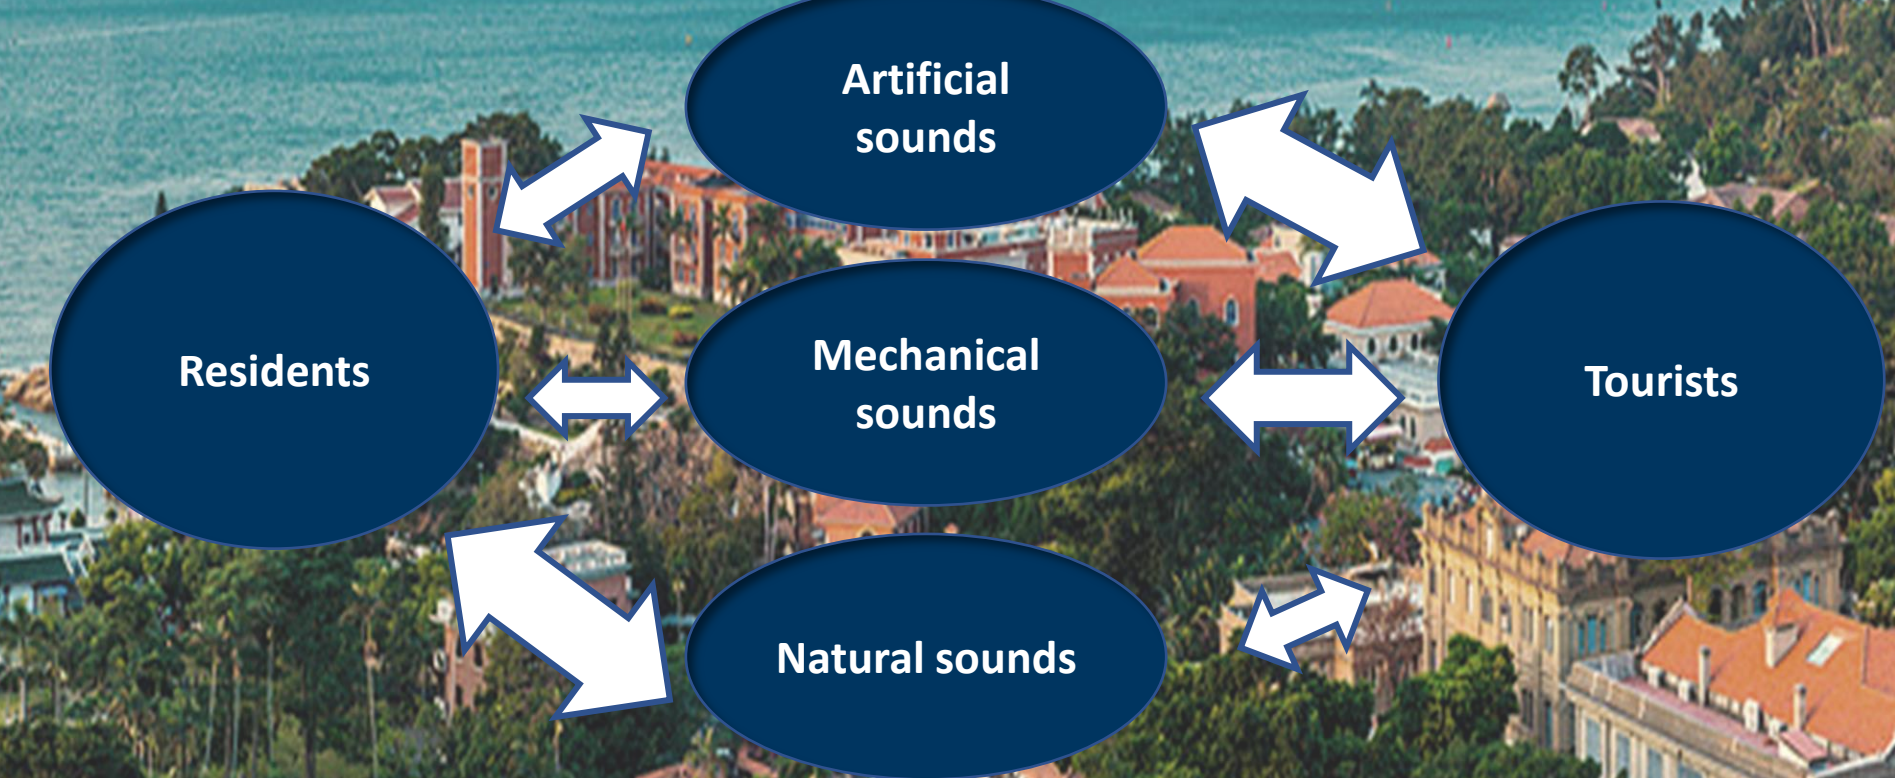 Artificial
sounds
Residents
Mechanical
sounds
Tourists
Natural sounds